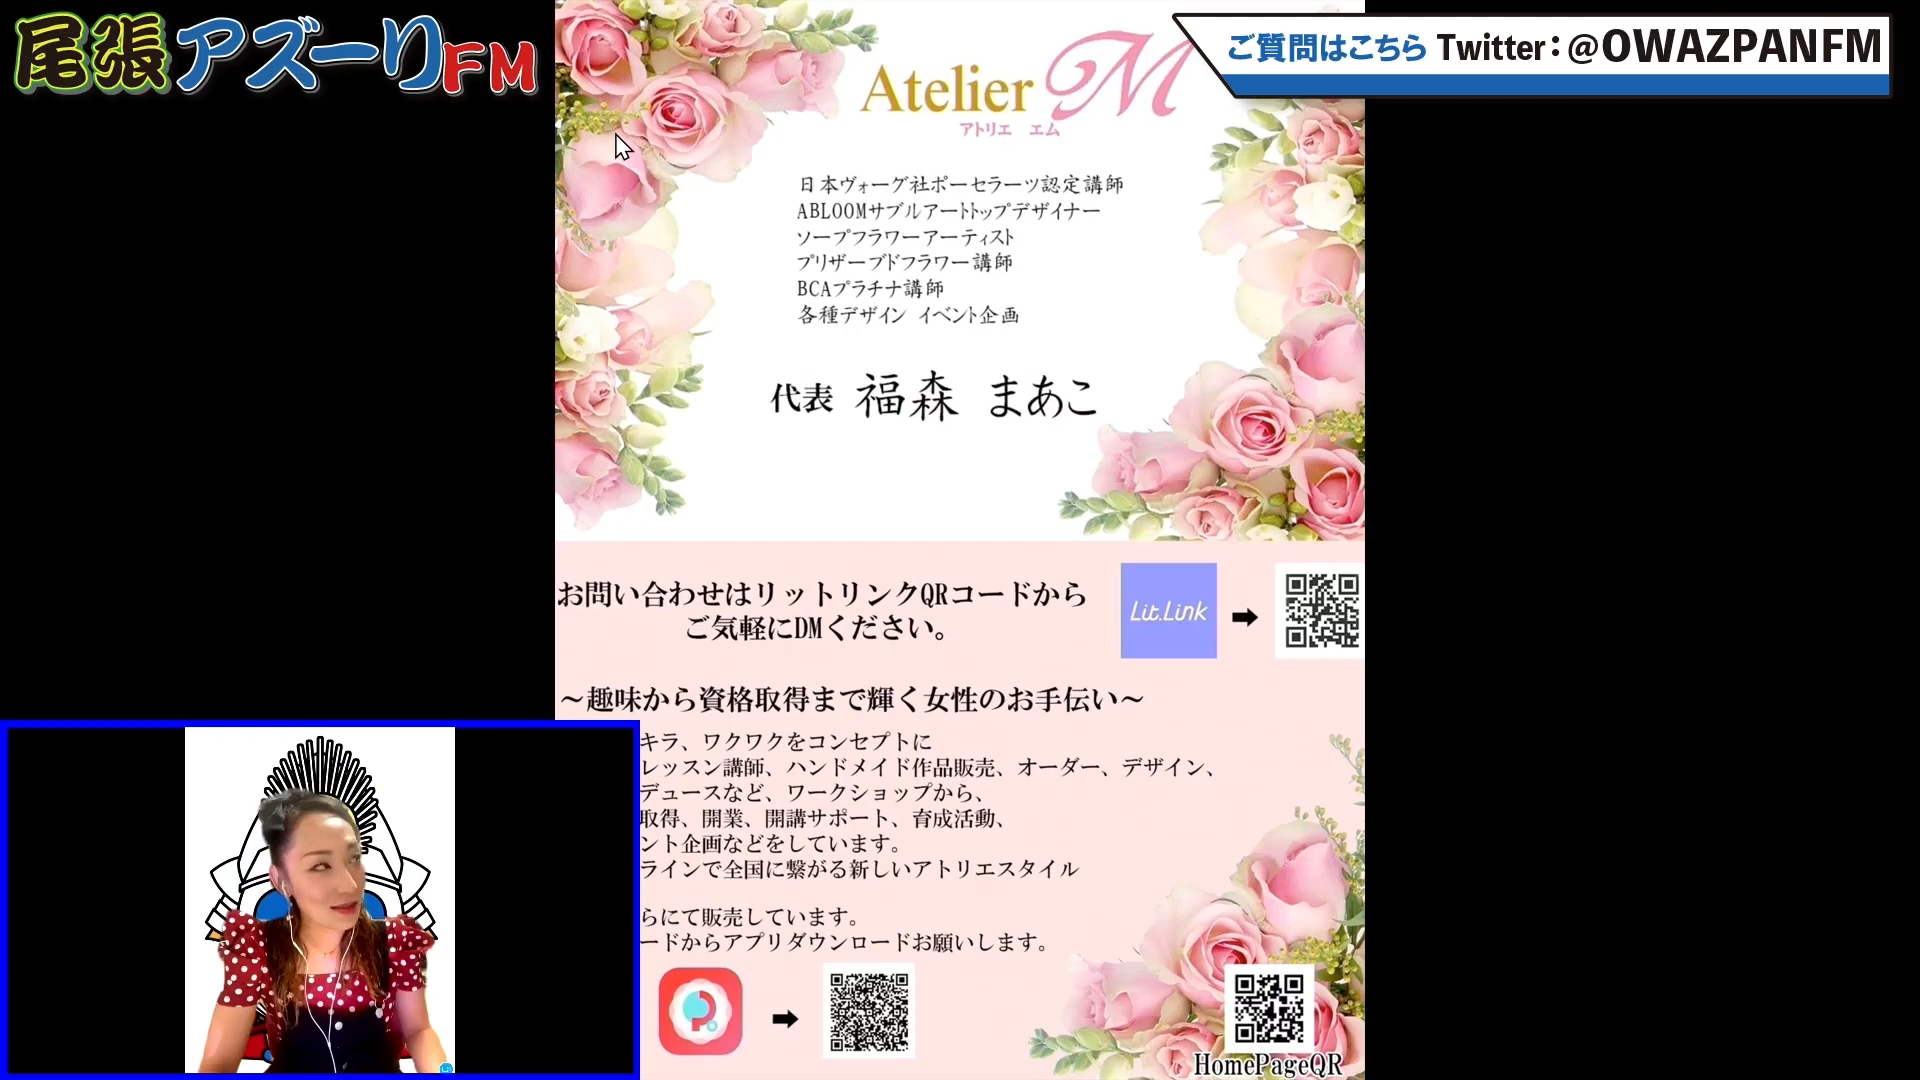 尾張アズーりFM
ご質問はこちら Twitter：@OWAZPANFM
Atelier M
アトリエ エム
日本ヴォーグ社ポーセラーツ認定講師
ABLOOMサブルアートトップデザイナー
ソープフラワーアーティスト
プリザーブドフラワー講師
BCAプラチナ講師
各種デザイン イベント企画
代表 福森 まあこ
お問い合わせはリットリンクQRコードから
ご気軽にDMください。
Lit.Link
～趣味から資格取得まで輝く女性のお手伝い～
キラ、ワクワクをコンセプトに
レッスン講師、ハンドメイド作品販売、オーダー、デザイン、
デュースなど、ワークショップから、
取得、開業、開講サポート、育成活動、
ント企画などをしています。
ラインで全国に繋がる新しいアトリエスタイル
らにて販売しています。
ードからアプリダウンロードお願いします。
HomePageQR